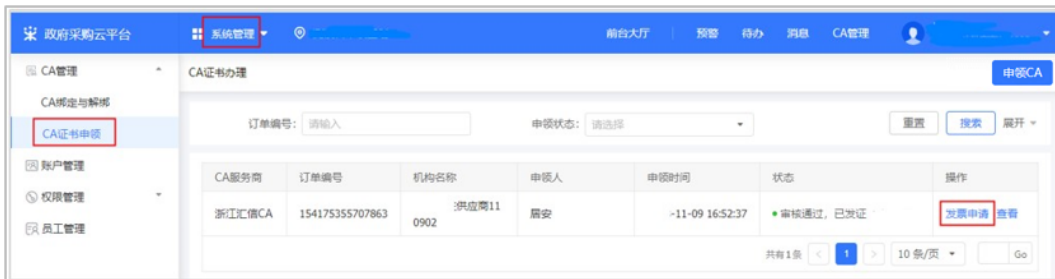 政府采购云平台 系统管理 前台大厅 预警 待办 消息 CA管理
CA管理 CA证书办理 申领CA
CA绑定与解绑
CA证书申领 订单编号: 请输入 申领状态: 请选择 重置 搜索 展开
账户管理
CA服务商 订单编号 机构名称 申领人 申领时间 状态 操作
权限管理
浙江汇信CA 154175355707863 :供应商11 居安 -11-09 16:52:37 审核通过，已发证 发票申请 查看
0902
员工管理
共有1条 < 1 > 10 条/页 Go